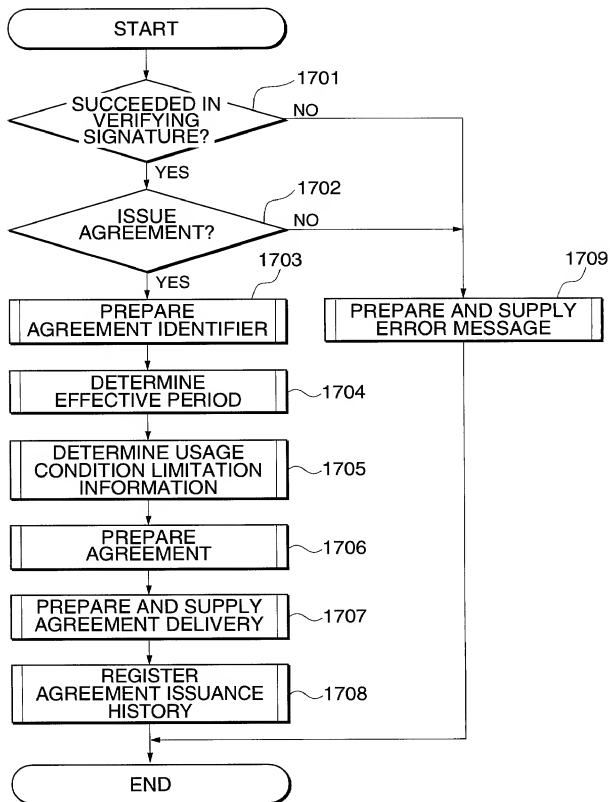 START
1701
SUCCEEDED IN
VERIFYING
SIGNATURE?
NO
YES
1702
ISSUE
AGREEMENT?
NO
YES
1703
PREPARE
AGREEMENT IDENTIFIER
1709
PREPARE AND SUPPLY
ERROR MESSAGE
DETERMINE
EFFECTIVE PERIOD
1704
DETERMINE USAGE
CONDITION LIMITATION
INFORMATION
1705
PREPARE
AGREEMENT
1706
PREPARE AND SUPPLY
AGREEMENT DELIVERY
1707
REGISTER
AGREEMENT ISSUANCE
HISTORY
1708
END